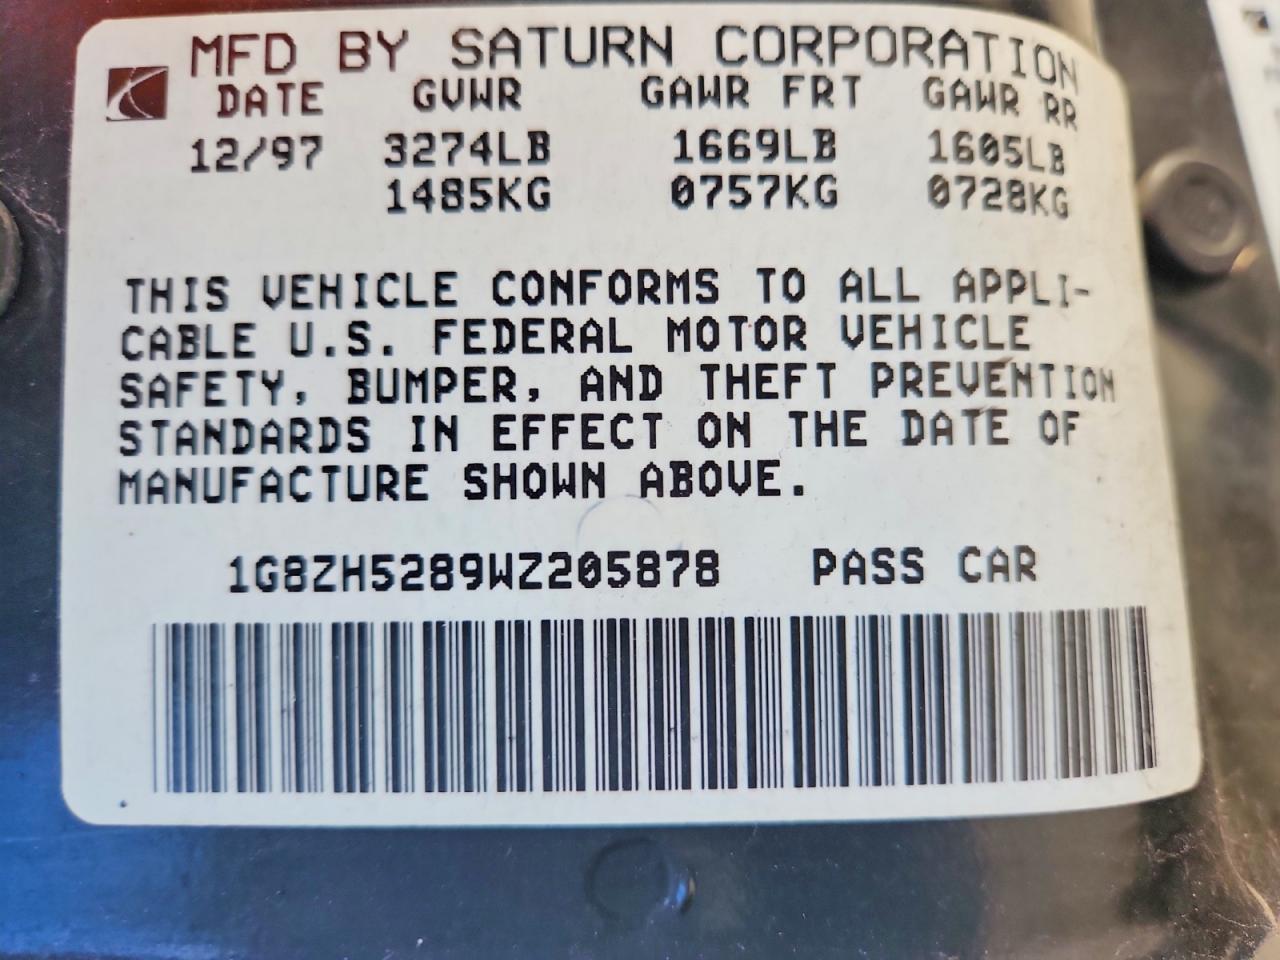 MFD BY SATURN CORPORATION
DATE GVWR GAWR FRT GAWR RR
12/97 3274LB 1669LB 1605LB
1485KG 0757KG 0728KG
THIS VEHICLE CONFORMS TO ALL APPLI-
CABLE U.S. FEDERAL MOTOR VEHICLE
SAFETY, BUMPER, AND THEFT PREVENTION
STANDARDS IN EFFECT ON THE DATE OF
MANUFACTURE SHOWN ABOVE.
1G8ZH5289WZ205878 PASS CAR